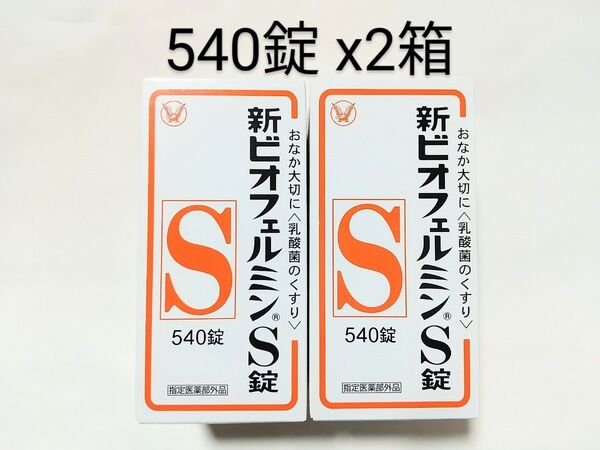 540錠 x2箱
おなか大切に〈乳酸菌のくすり〉
新ビオフェルミン®S錠
S
540錠
指定医薬部外品
おなか大切に〈乳酸菌のくすり〉
新ビオフェルミン®S錠
S
540錠
指定医薬部外品